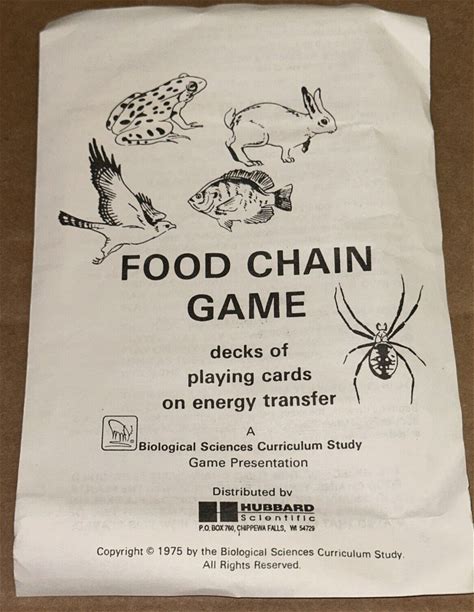 FOOD CHAIN
GAME
decks of
playing cards
on energy transfer
A
Biological Sciences Curriculum Study
Game Presentation
Distributed by
HUBBARD
Scientific
P.O. BOX 760, CHIPPEWA FALLS, WI 54729
Copyright © 1975 by the Biological Sciences Curriculum Study.
All Rights Reserved.